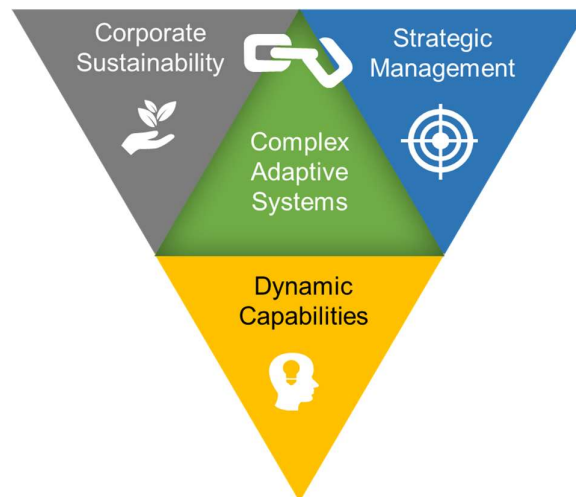 Corporate
Sustainability
Strategic
Management
Complex
Adaptive
Systems
Dynamic
Capabilities